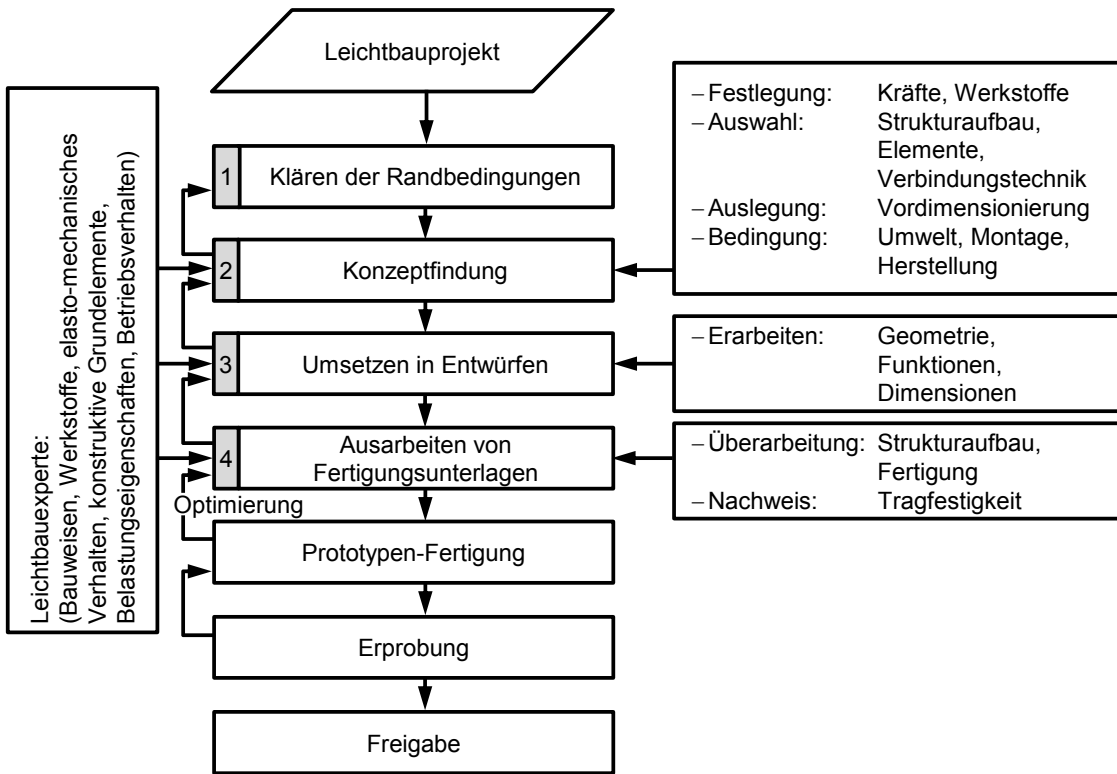 Leichtbauprojekt
Leichtbauexperte:
(Bauweisen, Werkstoffe, elasto-mechanisches
Verhalten, konstruktive Grundelemente,
Belastungseigenschaften, Betriebsverhalten)
1 Klären der Randbedingungen
2 Konzeptfindung
– Festlegung: Kräfte, Werkstoffe
– Auswahl: Strukturaufbau,
Elemente,
Verbindungstechnik
– Auslegung: Vordimensionierung
– Bedingung: Umwelt, Montage,
Herstellung
3 Umsetzen in Entwürfen
– Erarbeiten: Geometrie,
Funktionen,
Dimensionen
4 Ausarbeiten von
Fertigungsunterlagen
– Überarbeitung: Strukturaufbau,
Fertigung
– Nachweis: Tragfestigkeit
Optimierung
Prototypen-Fertigung
Erprobung
Freigabe